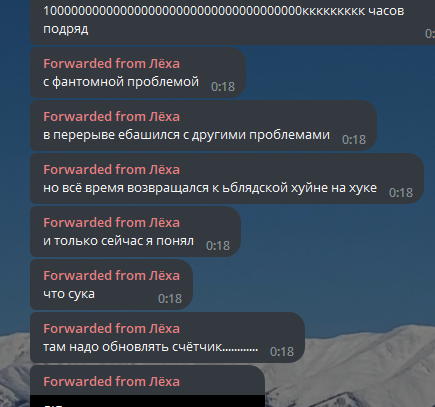 10000000000000000000000000000000000ккккккккк часов
подряд
Forwarded from Лёха
с фантомной проблемой 0:18
Forwarded from Лёха
в перерыве ебашился с другими проблемами 0:18
Forwarded from Лёха
но всё время возвращался к ьблядской хуйне на хуке 0:18
Forwarded from Лёха
и только сейчас я понял 0:18
Forwarded from Лёха
что сука 0:18
Forwarded from Лёха
там надо обновлять счётчик............ 0:18
Forwarded from Лёха